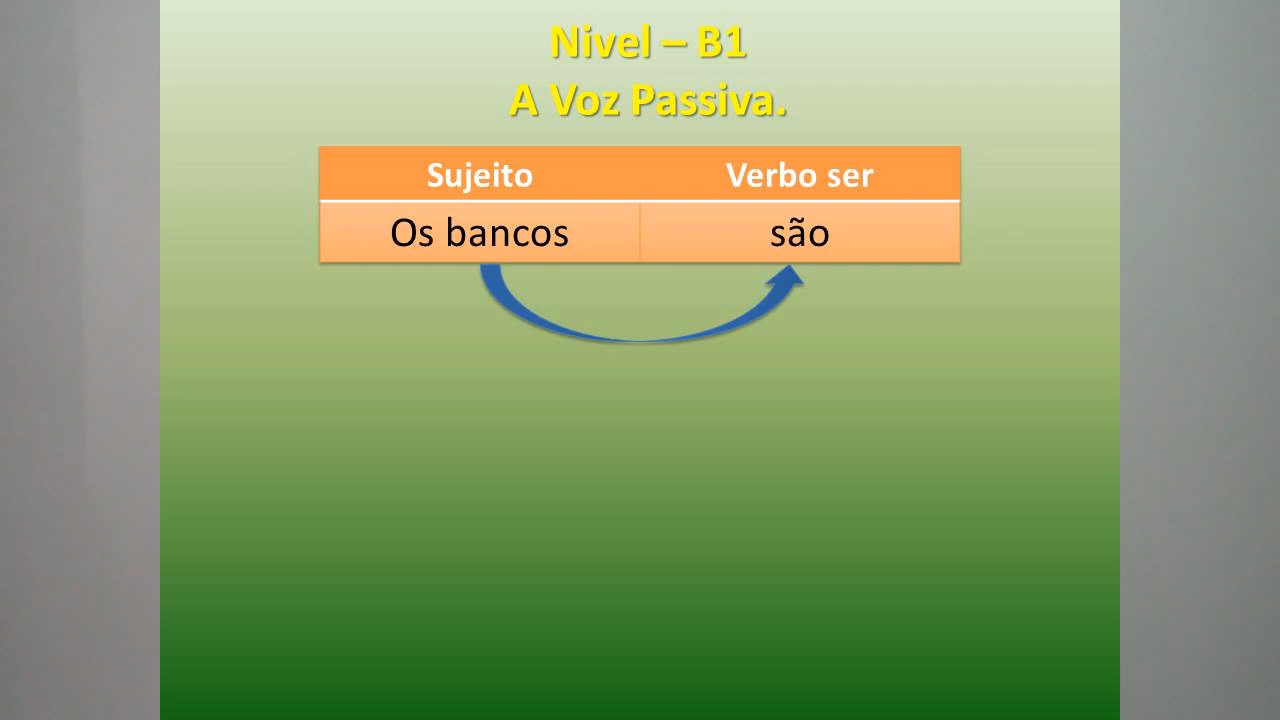 Nivel – B1
A Voz Passiva.
Sujeito Verbo ser
Os bancos são